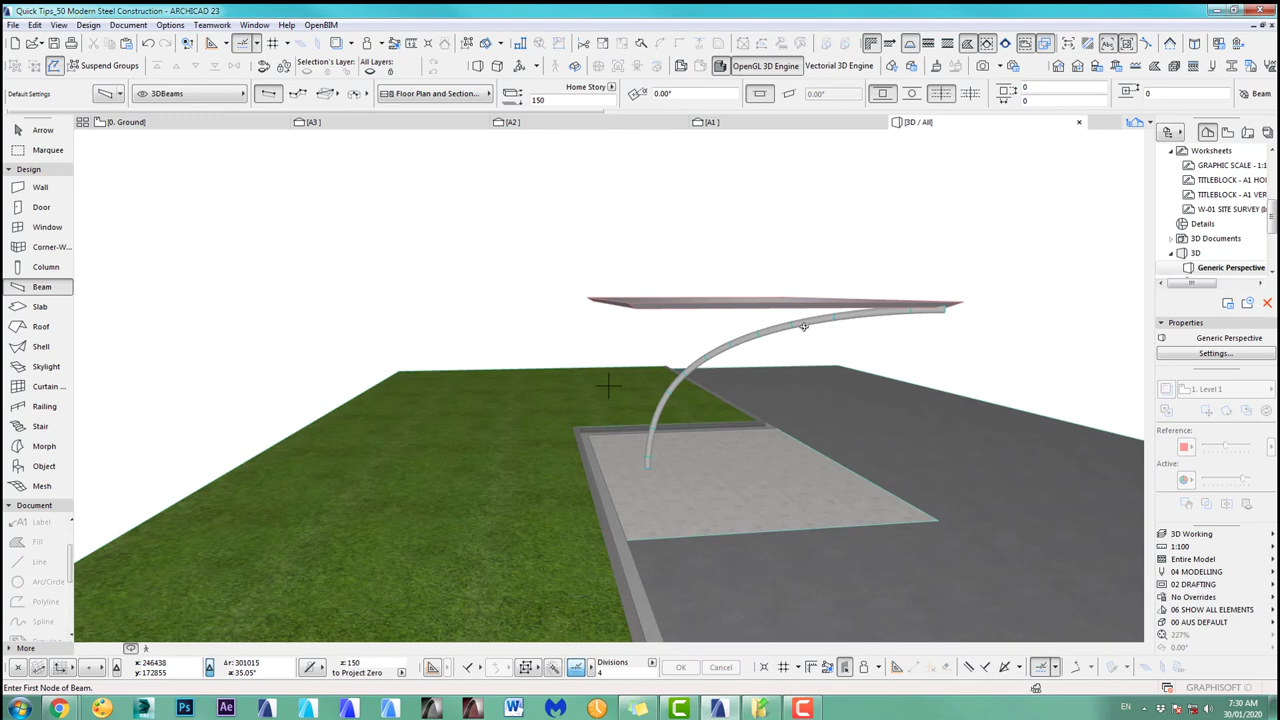 Quick Tips_50 Modern Steel Construction - ARCHICAD 23
File Edit View Design Document Options Teamwork Window Help OpenBIM
Suspend Groups
Selection's Layer:
All Layers:
OpenGL 3D Engine
Vectorial 3D Engine
Default Settings
3DBeams
Floor Plan and Section...
Home Story
150
0.00°
0.00°
0
0
0
Beam
[0. Ground]
[A3 ]
[A2 ]
[A1 ]
[3D / All]
Arrow
Marquee
Design
Wall
Door
Window
Corner-W...
Column
Beam
Slab
Roof
Shell
Skylight
Curtain ...
Railing
Stair
Morph
Object
Mesh
Document
Label
Fill
Line
Arc/Circle
Polyline
Spline
More
Worksheets
GRAPHIC SCALE - 1:1
TITLEBLOCK - A1 HO
TITLEBLOCK - A1 VER
W-01 SITE SURVEY (I
Details
3D Documents
3D
Generic Perspective
Properties
Generic Perspective
Settings...
1. Level 1
Reference:
Active:
3D Working
1:100
Entire Model
04 MODELLING
02 DRAFTING
No Overrides
06 SHOW ALL ELEMENTS
00 AUS DEFAULT
227%
0.00°
x: 246438
y: 172855
Δr: 301015
a: 35.05°
z: 150
to Project Zero
Divisions
4
OK
Cancel
Enter First Node of Beam.
GRAPHISOFT
Ps
Ae
EN
7:30 AM
30/01/2020